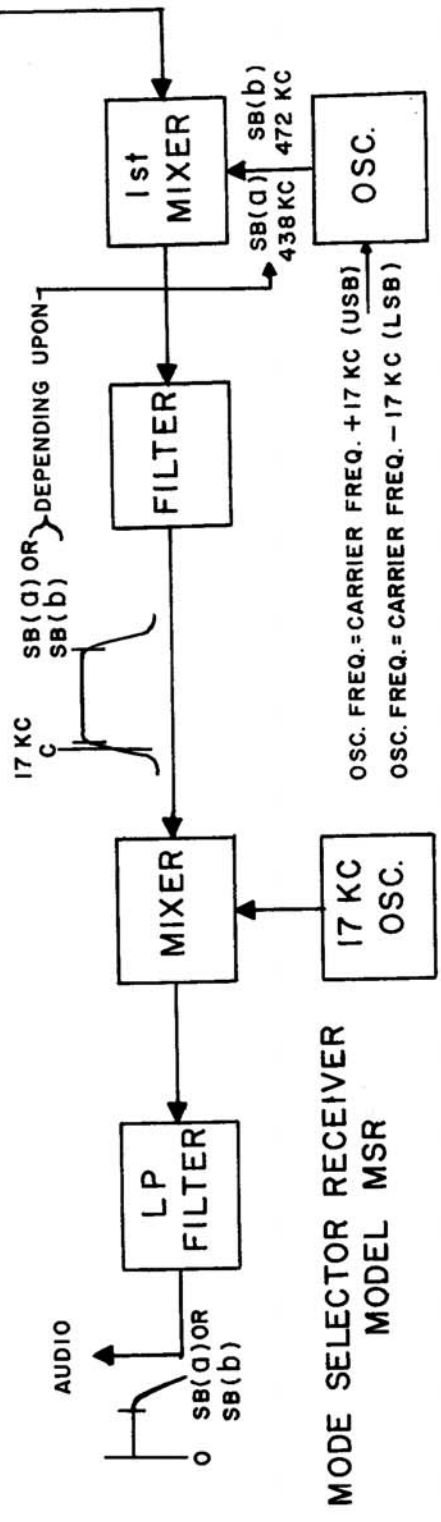 1st
MIXER
SB(a)
438 KC
SB(b)
472 KC
OSC.
OSC. FREQ. = CARRIER FREQ. + 17 KC (USB)
OSC. FREQ. = CARRIER FREQ. - 17 KC (LSB)
FILTER
SB(a) OR
SB(b)
} DEPENDING UPON
17 KC
C
MIXER
17 KC
OSC.
LP
FILTER
AUDIO
O
SB(a) OR
SB(b)
MODE SELECTOR RECEIVER
MODEL MSR